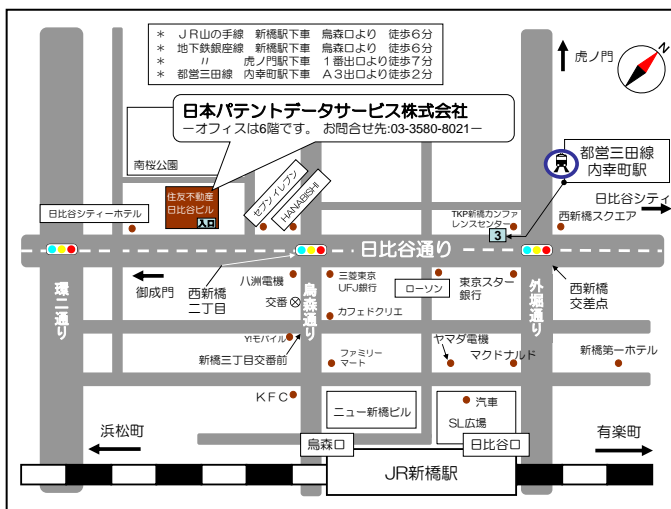 ＊　ＪＲ山の手線　新橋駅下車　烏森口より　徒歩６分
＊　地下鉄銀座線　新橋駅下車　烏森口より　徒歩６分
＊　　　〃　　　虎ノ門駅下車　１番出口より徒歩７分
＊　都営三田線　内幸町駅下車　Ａ３出口より徒歩２分
虎ノ門
N
日本パテントデータサービス株式会社
－オフィスは6階です。 お問合せ先:03-3580-8021－
南桜公園
都営三田線
内幸町駅
住友不動産
日比谷ビル
入口
セブンイレブン
HANABISHI
日比谷シティ
日比谷シティーホテル
TKP新橋カンファ
レンスセンター
西新橋スクエア
3
日比谷通り
環二通り
御成門
西新橋
二丁目
八洲電機
交番
烏森通り
三菱東京
UFJ銀行
カフェドクリエ
ローソン
東京スター
銀行
外堀通り
西新橋
交差点
Y!モバイル
新橋三丁目交番前
ファミリー
マート
ヤマダ電機
マクドナルド
新橋第一ホテル
ＫＦＣ
ニュー新橋ビル
汽車
SL広場
浜松町
烏森口
日比谷口
有楽町
JR新橋駅